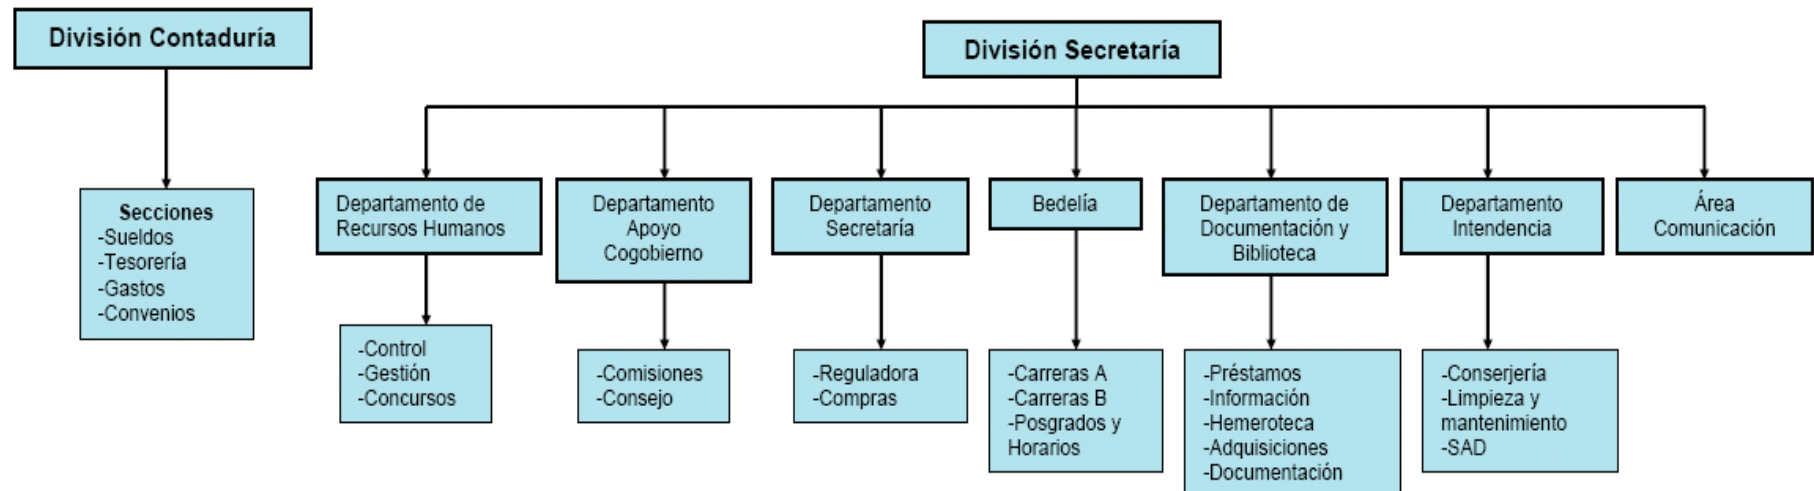 División Contaduría
División Secretaría
Secciones
-Sueldos
-Tesorería
-Gastos
-Convenios
Departamento de
Recursos Humanos
Departamento
Apoyo
Cogobierno
Departamento
Secretaría
Bedelía
Departamento de
Documentación y
Biblioteca
Departamento
Intendencia
Área
Comunicación
-Control
-Gestión
-Concursos
-Comisiones
-Consejo
-Reguladora
-Compras
-Carreras A
-Carreras B
-Posgrados y
Horarios
-Préstamos
-Información
-Hemeroteca
-Adquisiciones
-Documentación
-Conserjería
-Limpieza y
mantenimiento
-SAD